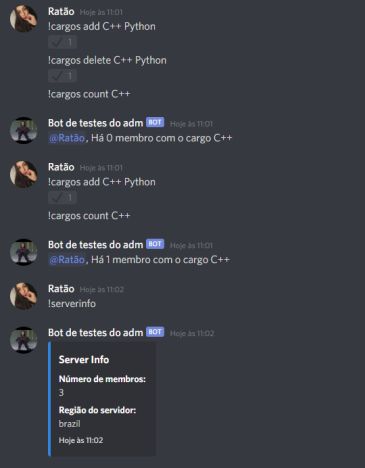 Ratão Hoje às 11:01
!cargos add C++ Python
1
!cargos delete C++ Python
1
!cargos count C++
Bot de testes do adm BOT Hoje às 11:01
@Ratão, Há 0 membro com o cargo C++
Ratão Hoje às 11:01
!cargos add C++ Python
1
!cargos count C++
Bot de testes do adm BOT Hoje às 11:01
@Ratão, Há 1 membro com o cargo C++
Ratão Hoje às 11:02
!serverinfo
Bot de testes do adm BOT Hoje às 11:02
Server Info
Número de membros:
3
Região do servidor:
brazil
Hoje às 11:02